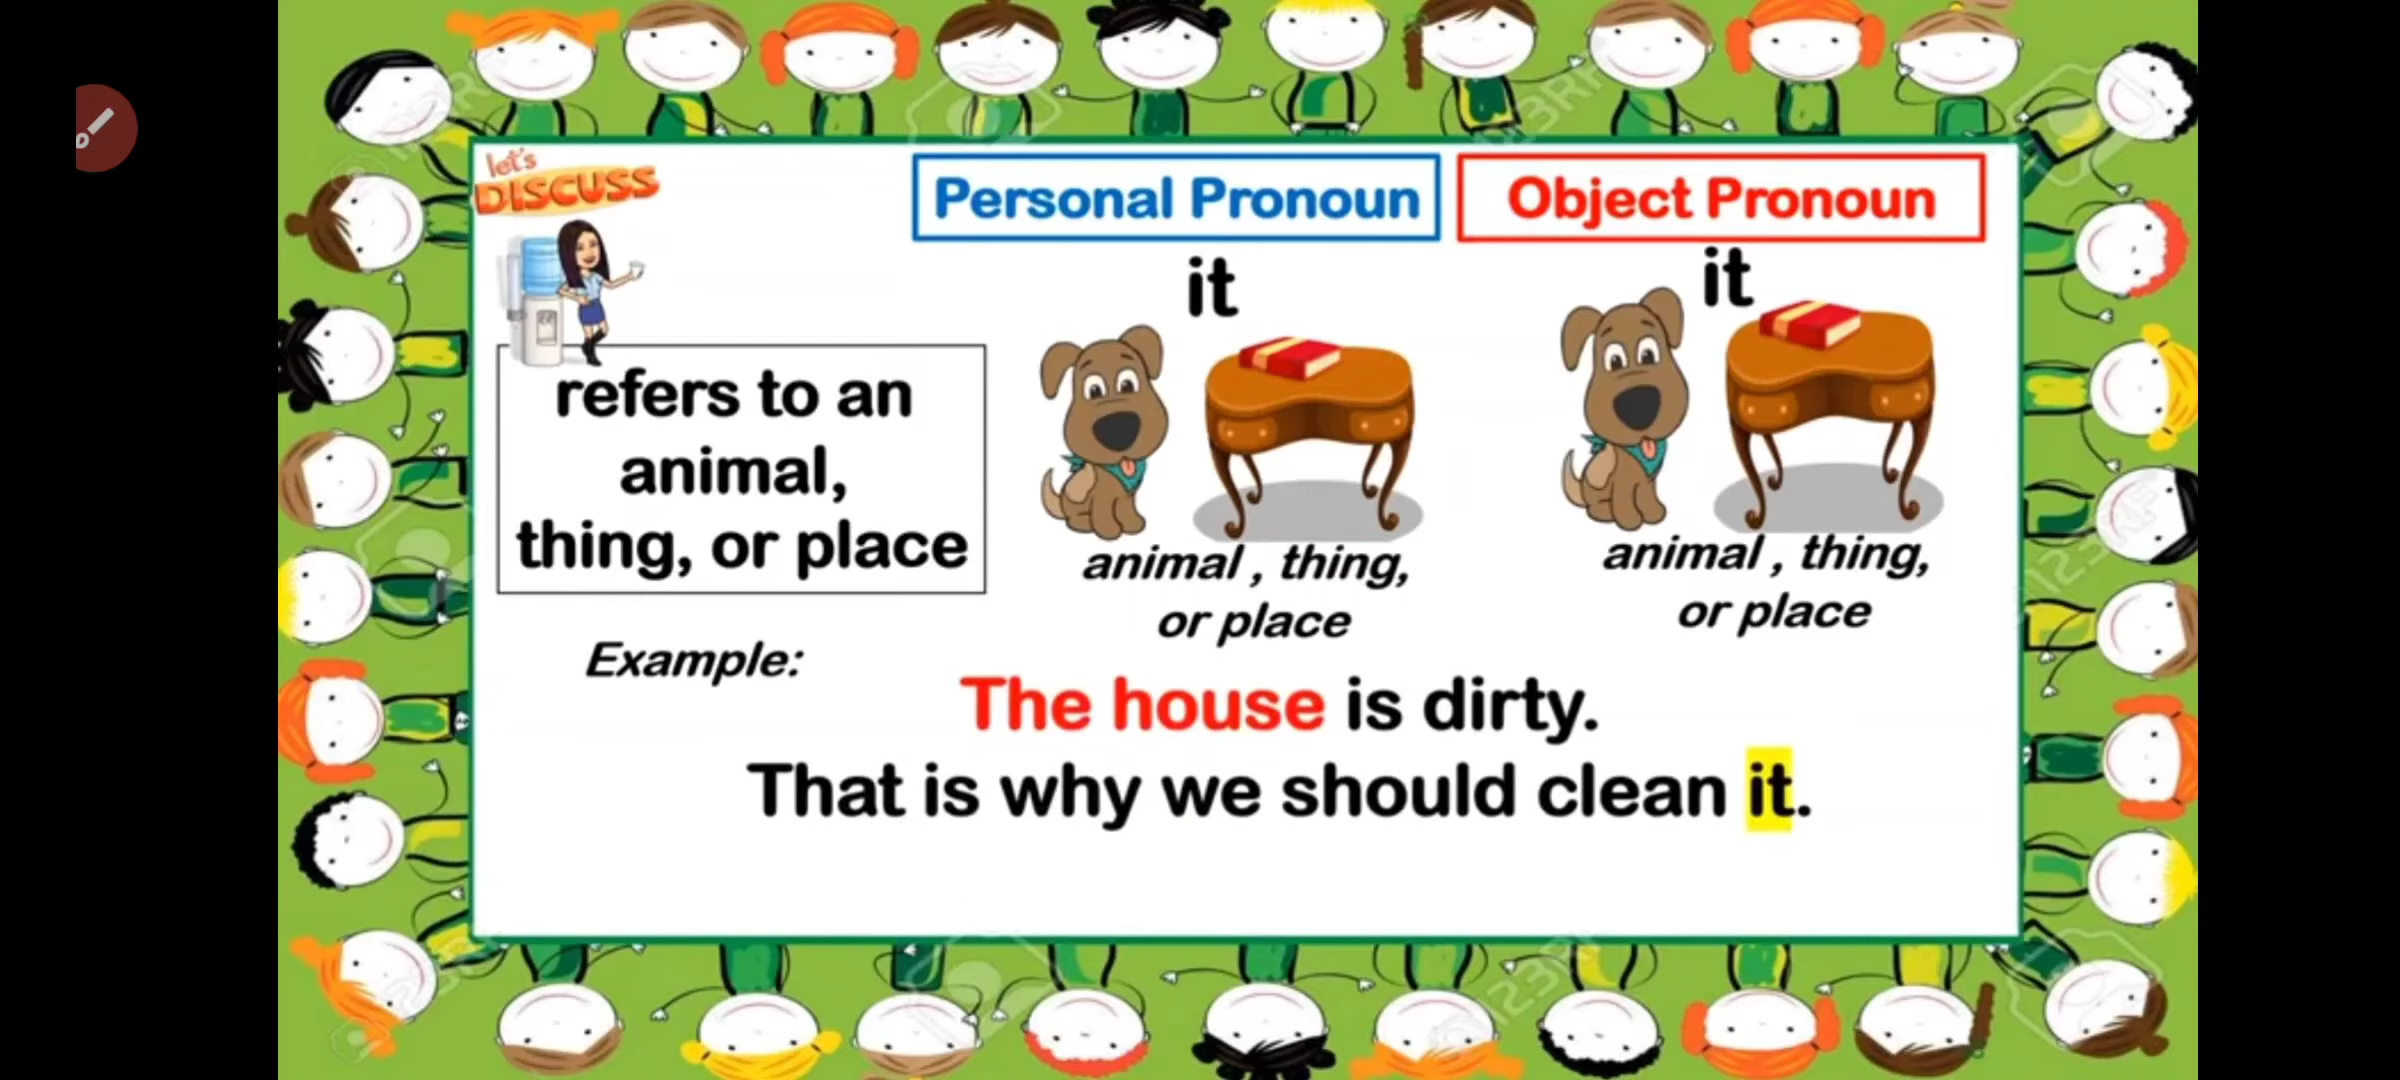 let's
DISCUSS
Personal Pronoun
Object Pronoun
it
it
refers to an
animal,
thing, or place
animal , thing,
or place
animal , thing,
or place
Example:
The house is dirty.
That is why we should clean it.